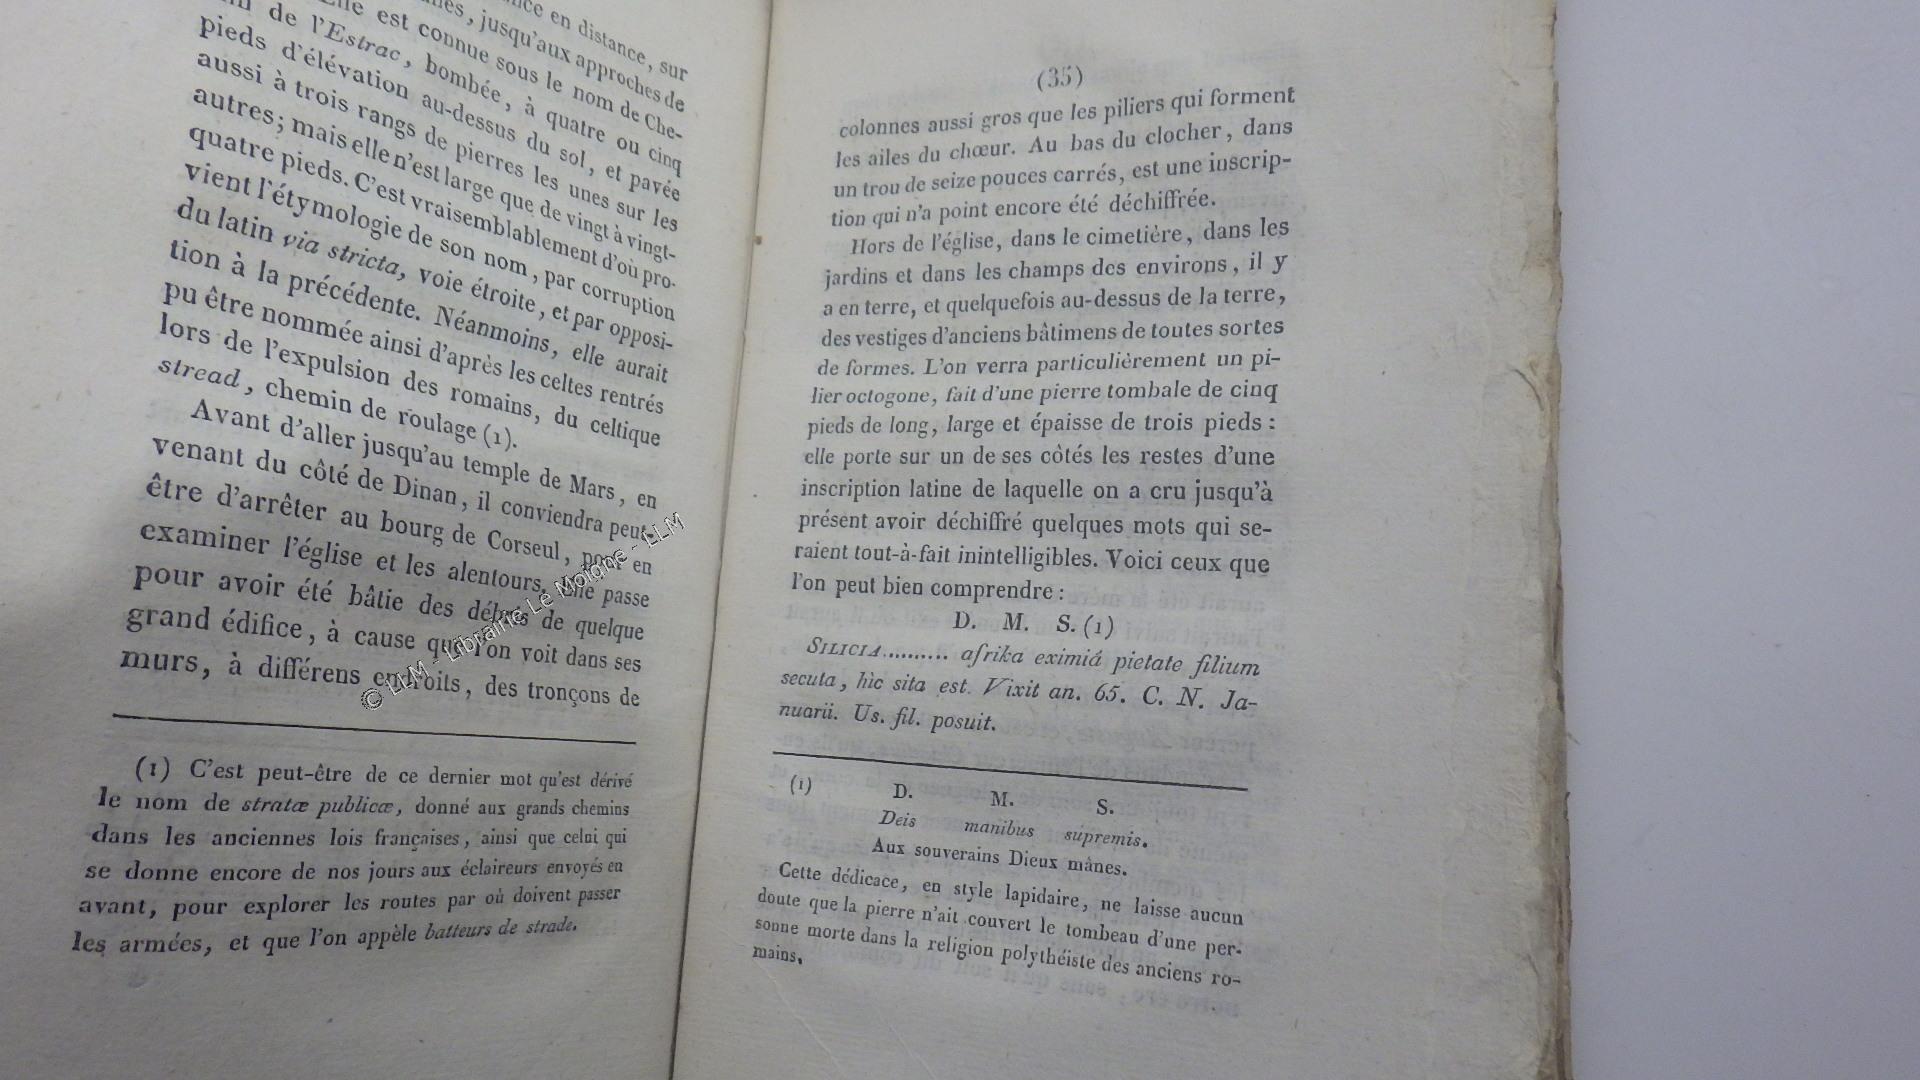 en distance, sur
, jusqu'aux approches de
est connue sous le nom de Che-
de l'Estrac, bombée, à quatre ou cinq
pieds d'élévation au-dessus du sol, et pavée
aussi à trois rangs de pierres les unes sur les
autres; mais elle n'est large que de vingt à vingt-
quatre pieds. C'est vraisemblablement d'où pro-
vient l'étymologie de son nom, par corruption
du latin via stricta, voie étroite, et par opposi-
tion à la précédente. Néanmoins, elle aurait
pu être nommée ainsi d'après les celtes rentrés
lors de l'expulsion des romains, du celtique
stread, chemin de roulage (1).
Avant d'aller jusqu'au temple de Mars, en
venant du côté de Dinan, il conviendra peut-
être d'arrêter au bourg de Corseul, pour en
examiner l'église et les alentours. Elle passe
pour avoir été bâtie des débris de quelque
grand édifice, à cause que l'on voit dans ses
murs, à différens endroits, des tronçons de
(1) C'est peut-être de ce dernier mot qu'est dérivé
le nom de stratæ publicæ, donné aux grands chemins
dans les anciennes lois françaises, ainsi que celui qui
se donne encore de nos jours aux éclaireurs envoyés en
avant, pour explorer les routes par où doivent passer
les armées, et que l'on appèle batteurs de strade.
© LLM - Librairie Le Moigne - LLM
(35)
colonnes aussi gros que les piliers qui forment
les ailes du chœur. Au bas du clocher, dans
un trou de seize pouces carrés, est une inscrip-
tion qui n'a point encore été déchiffrée.
Hors de l'église, dans le cimetière, dans les
jardins et dans les champs des environs, il y
a en terre, et quelquefois au-dessus de la terre,
des vestiges d'anciens bâtimens de toutes sortes
de formes. L'on verra particulièrement un pi-
lier octogone, fait d'une pierre tombale de cinq
pieds de long, large et épaisse de trois pieds :
elle porte sur un de ses côtés les restes d'une
inscription latine de laquelle on a cru jusqu'à
présent avoir déchiffré quelques mots qui se-
raient tout-à-fait inintelligibles. Voici ceux que
l'on peut bien comprendre :
D. M. S. (1)
SILICIA.......... afrika eximiá pietate filium
secuta, hìc sita est. Vixit an. 65. C. N. Ja-
nuarii. Us. fil. posuit.
(1) D. M. S.
Deis manibus supremis.
Aux souverains Dieux mânes.
Cette dédicace, en style lapidaire, ne laisse aucun
doute que la pierre n'ait couvert le tombeau d'une per-
sonne morte dans la religion polythéiste des anciens ro-
mains.